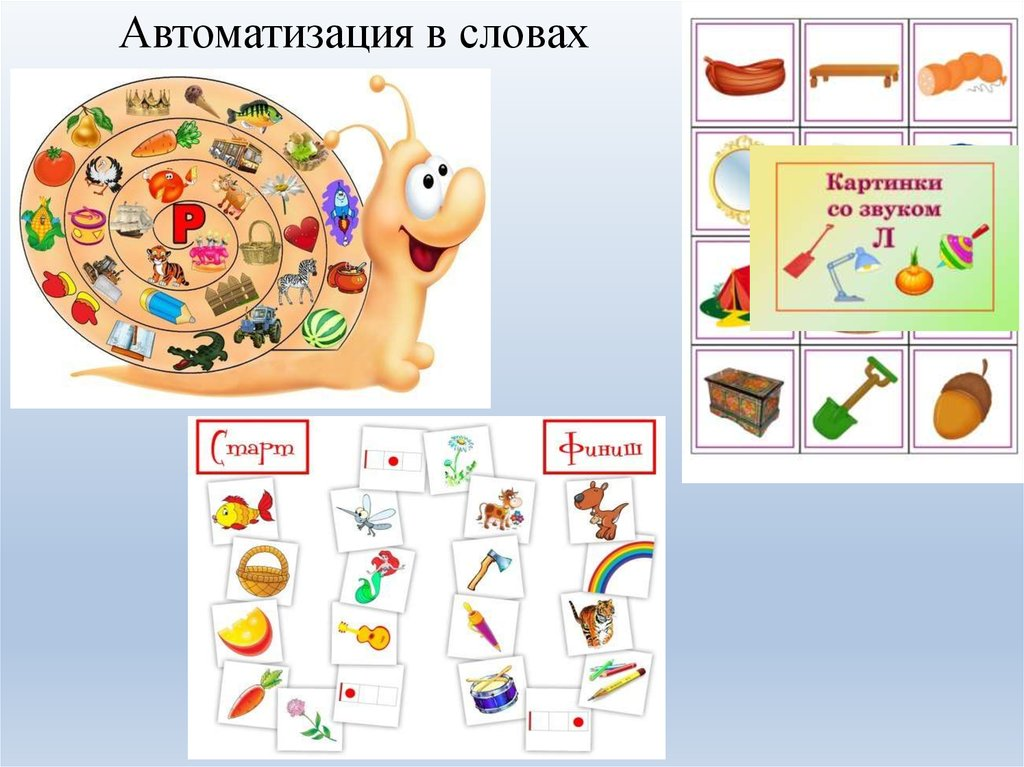 Автоматизация в словах
Р
Картинки
со звуком
Л
Старт
Финиш